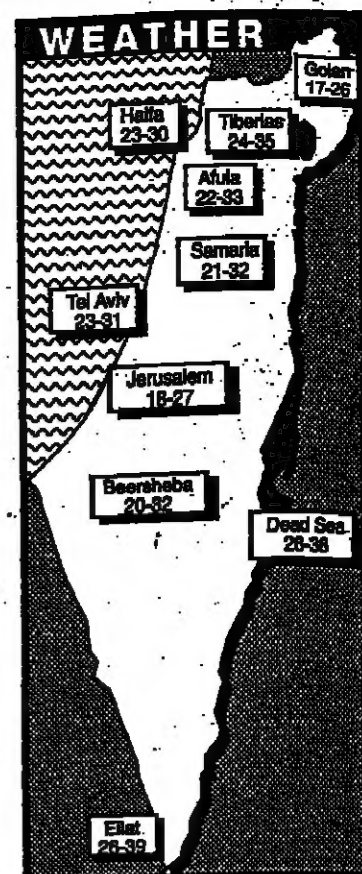 WEATHER
Golan
17-26
Haifa
23-30
Tiberias
24-35
Afula
22-33
Samaria
21-32
Tel Aviv
23-31
Jerusalem
18-27
Beersheba
20-32
Dead Sea
26-38
Eilat
26-39